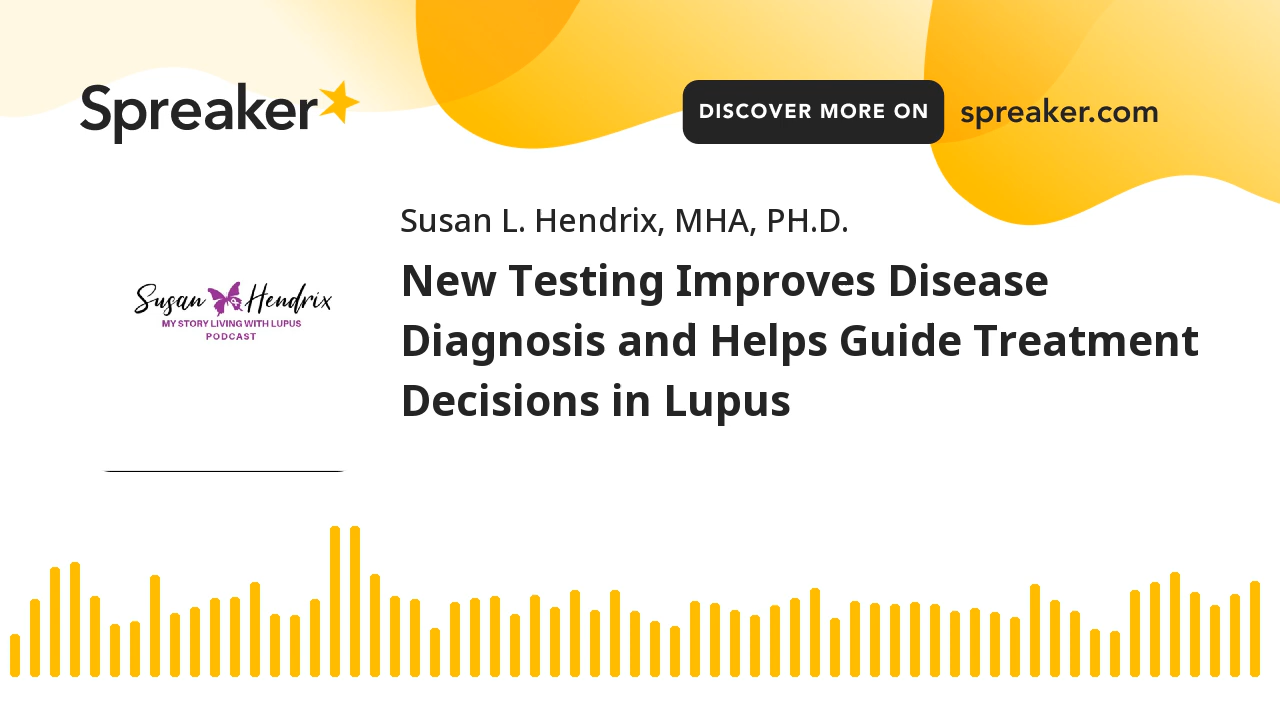 Spreaker
DISCOVER MORE ON
spreaker.com
Susan L. Hendrix, MHA, PH.D.
New Testing Improves Disease
Diagnosis and Helps Guide Treatment
Decisions in Lupus
Susan Hendrix
MY STORY LIVING WITH LUPUS
PODCAST